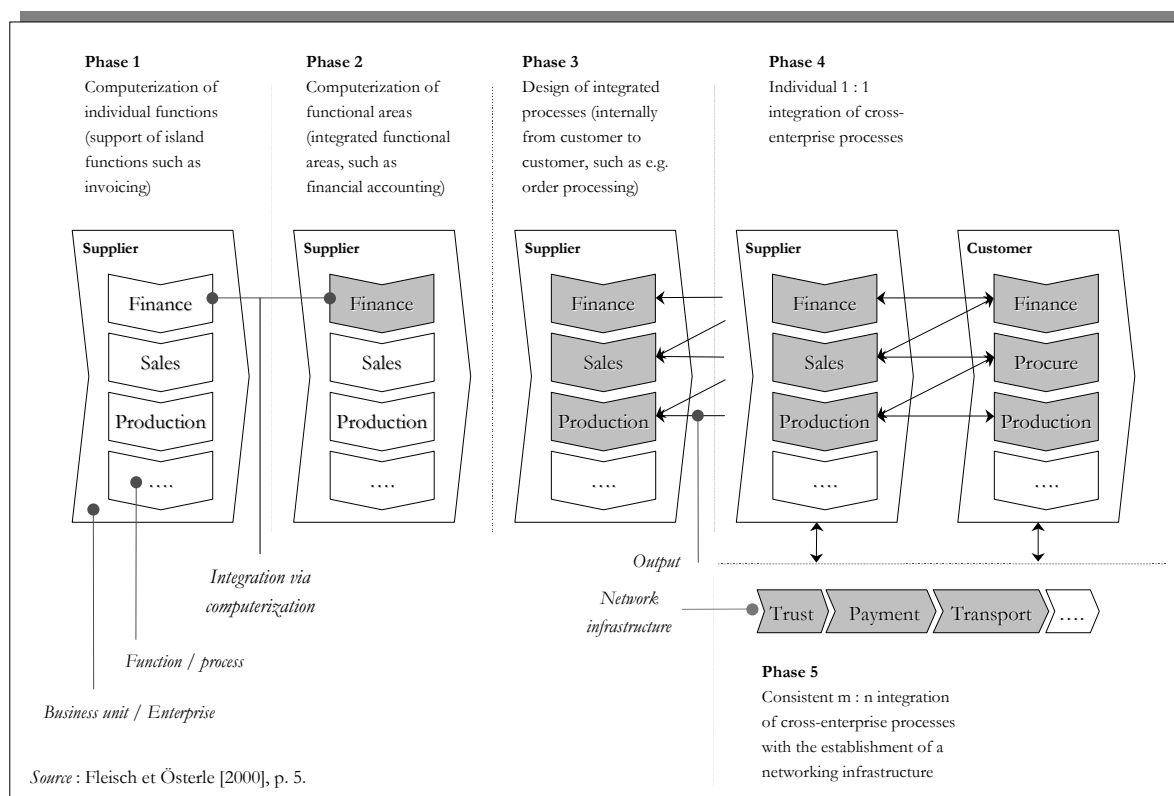 Phase 1
Computerization of
individual functions
(support of island
functions such as
invoicing)
Phase 2
Computerization of
functional areas
(integrated functional
areas, such as
financial accounting)
Phase 3
Design of integrated
processes (internally
from customer to
customer, such as e.g.
order processing)
Phase 4
Individual 1 : 1
integration of cross-
enterprise processes
Supplier
Finance
Sales
Production
….
Supplier
Finance
Sales
Production
….
Supplier
Finance
Sales
Production
….
Supplier
Finance
Sales
Production
….
Customer
Finance
Procure
Production
….
Integration via
computerization
Function / process
Business unit / Enterprise
Output
Network
infrastructure
Trust
Payment
Transport
….
Phase 5
Consistent m : n integration
of cross-enterprise processes
with the establishment of a
networking infrastructure
Source : Fleisch et Österle [2000], p. 5.